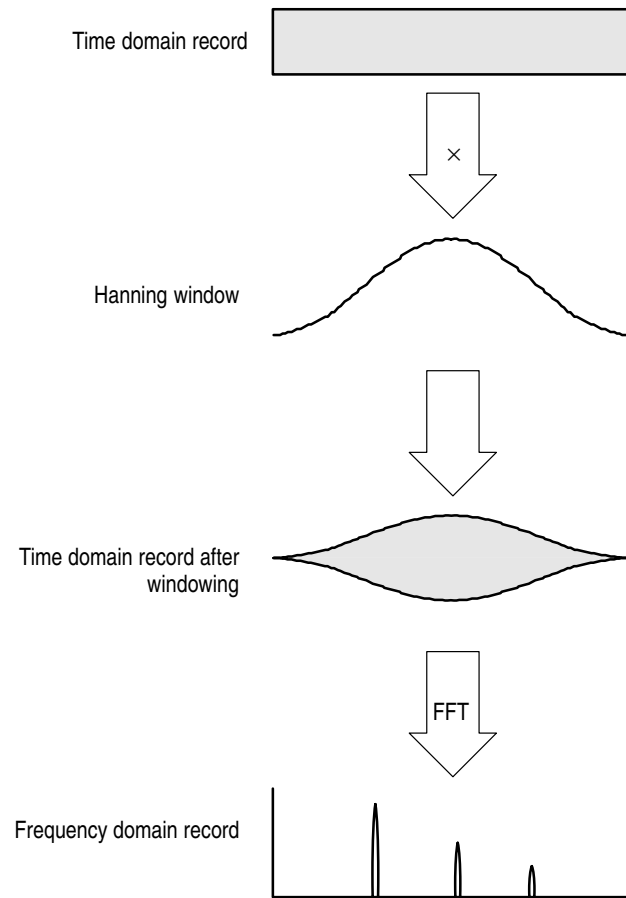 Time domain record
×
Hanning window
Time domain record after
windowing
FFT
Frequency domain record